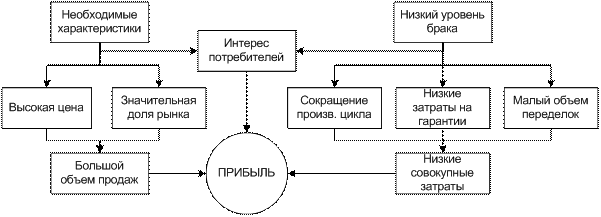 Необходимые
характеристики
Интерес
потребителей
Низкий уровень
брака
Высокая цена
Значительная
доля рынка
Сокращение
произв. цикла
Низкие
затраты на
гарантии
Малый объем
переделок
Большой
объем продаж
ПРИБЫЛЬ
Низкие
совокупные
затраты